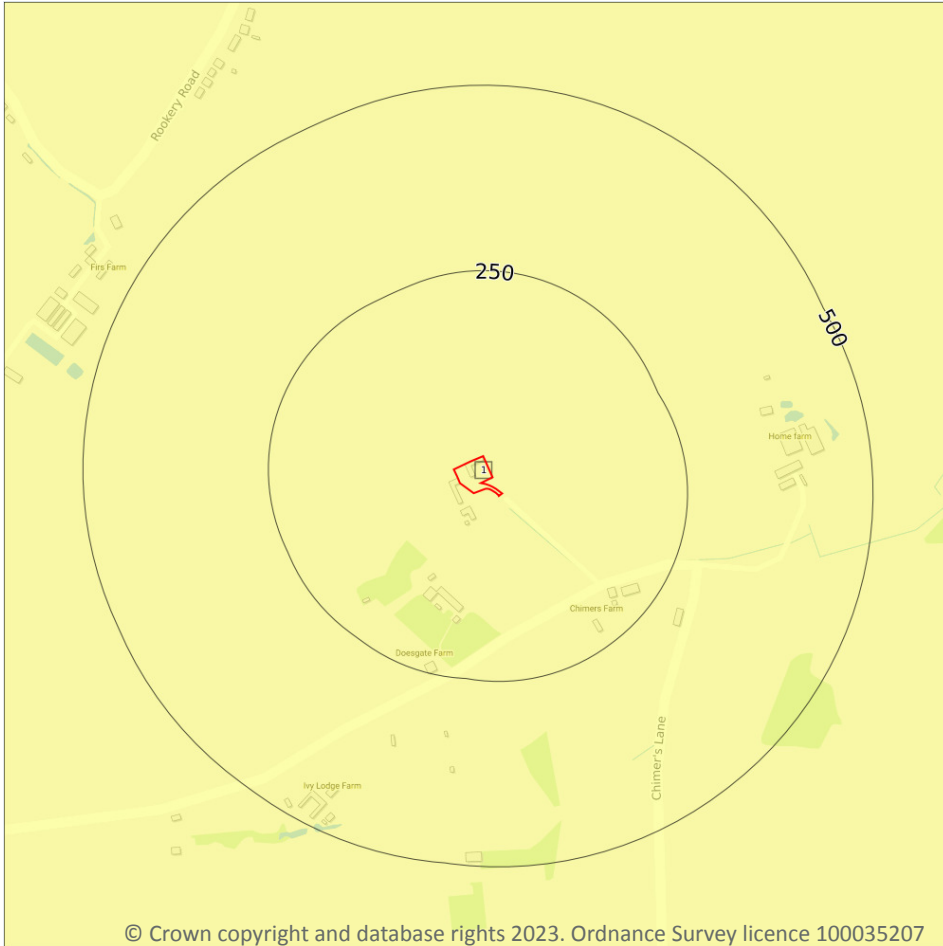 Rookery Road
Firs Farm
250
500
Home farm
1
Chimers Farm
Doesgate Farm
Chimer's Lane
Ivy Lodge Farm
© Crown copyright and database rights 2023. Ordnance Survey licence 100035207